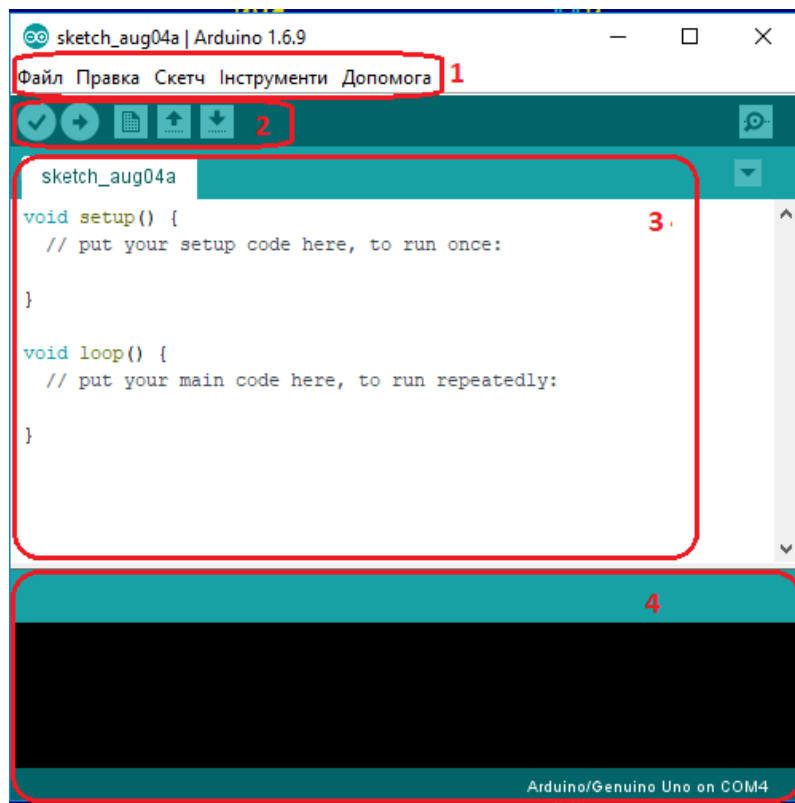 sketch_aug04a | Arduino 1.6.9
Файл Правка Скетч Інструменти Допомога 1
2
sketch_aug04a
3
void setup() {
// put your setup code here, to run once:
}
void loop() {
// put your main code here, to run repeatedly:
}
4
Arduino/Genuino Uno on COM4